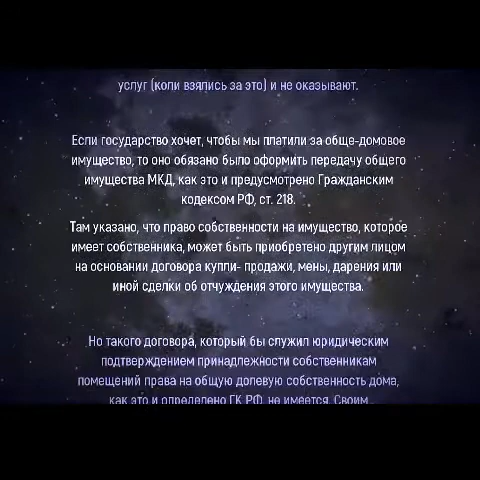 услуг (коли взялись за это) и не оказывают.
Если государство хочет, чтобы мы платили за обще-домовое
имущество, то оно обязано было оформить передачу общего
имущества МКД, как это и предусмотрено Гражданским
кодексом РФ, ст. 218.
Там указано, что право собственности на имущество, которое
имеет собственника, может быть приобретено другим лицом
на основании договора купли- продажи, мены, дарения или
иной сделки об отчуждения этого имущества.
Но такого договора, который бы служил юридическим
подтверждением принадлежности собственникам
помещений права на общую долевую собственность дома,
как это и определено ГК РФ, не имеется. Своим